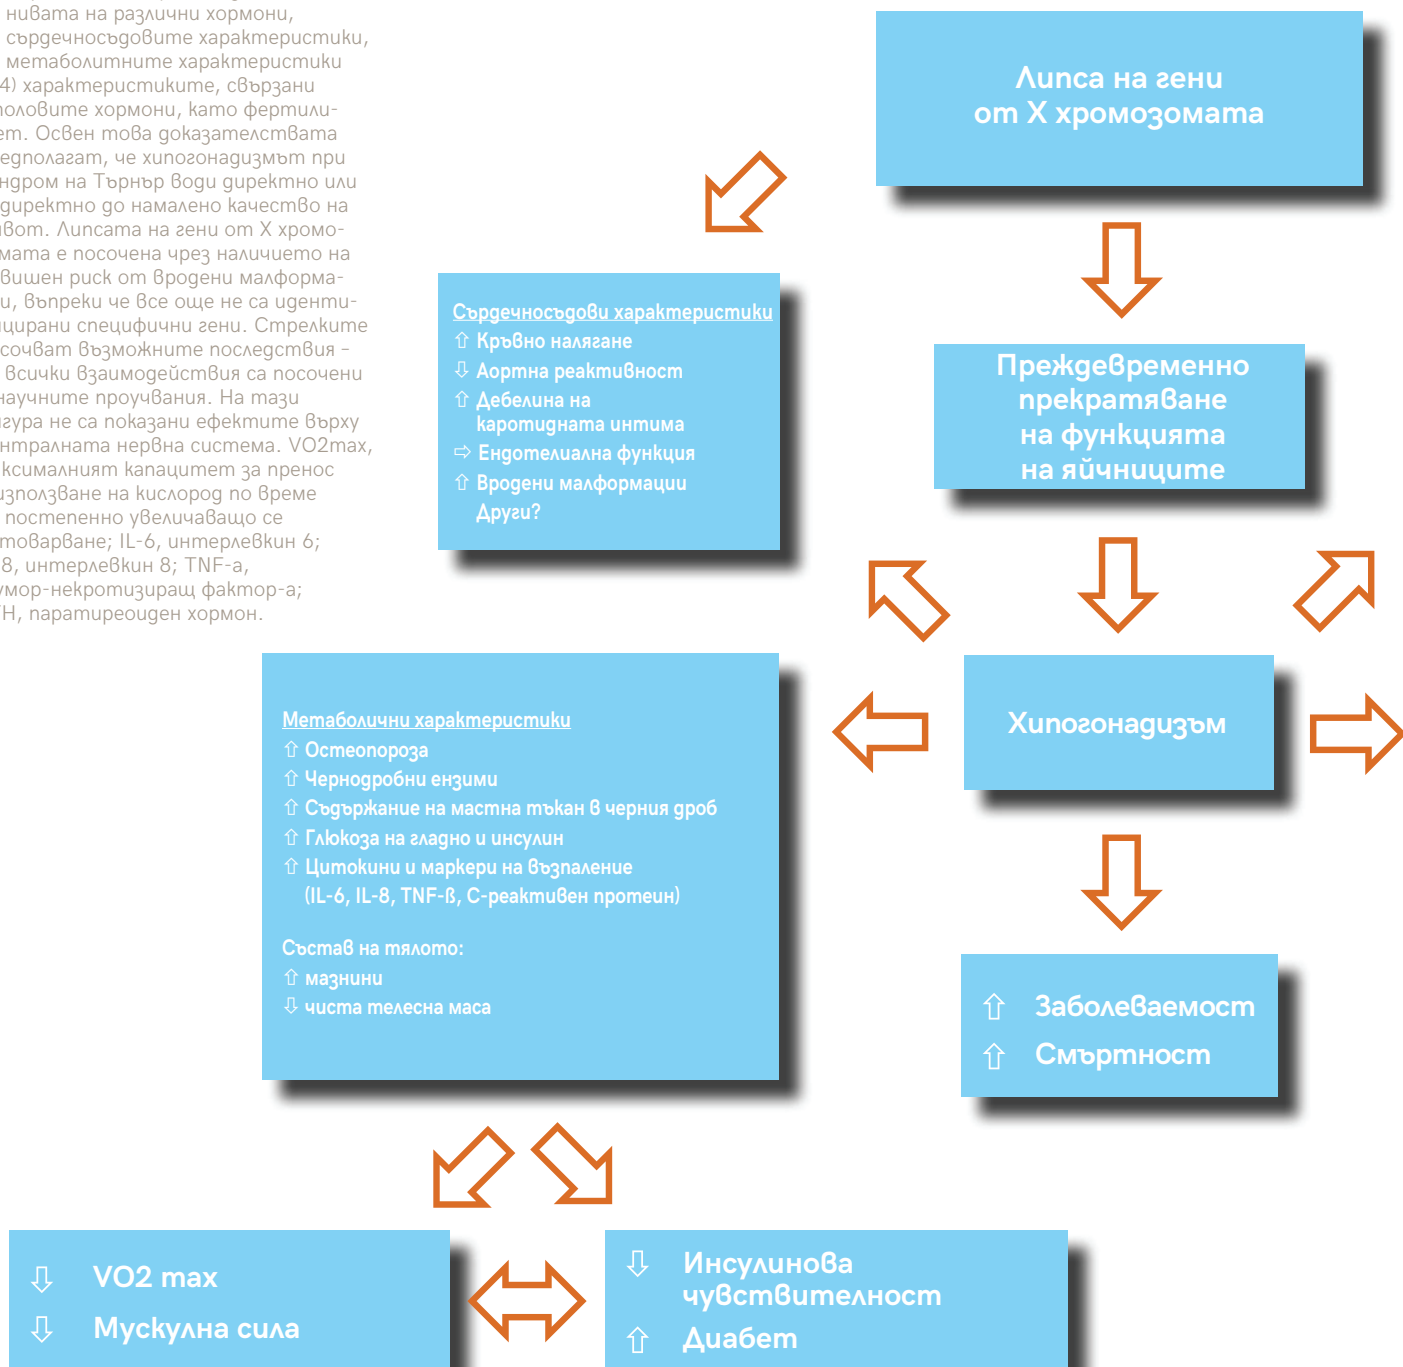 нивата на различни хормони,
сърдечносъдовите характеристики,
метаболитните характеристики
4) характеристиките, свързани
половите хормони, като фертили-
ет. Освен това доказателствата
едполагат, че хипогонадизмът при
ндром на Търнър води директно или
директно до намалено качество на
вот. Липсата на гени от X хромо-
мата е посочена чрез наличието на
вишен риск от вродени малформа-
и, въпреки че все още не са иденти-
цирани специфични гени. Стрелките
сочват възможните последствия –
всички взаимодействия са посочени
научните проучвания. На тази
гура не са показани ефектите върху
нтралната нервна система. VO2max,
ксималният капацитет за пренос
използване на кислород по време
постепенно увеличаващо се
товарване; IL-6, интерлевкин 6;
8, интерлевкин 8; TNF-a,
умор-некротизиращ фактор-a;
ТН, паратиреоиден хормон.
Липса на гени
от X хромозомата
Сърдечносъдови характеристики
⇧ Кръвно налягане
⇩ Аортна реактивност
⇧ Дебелина на
каротидната интима
⇨ Ендотелиална функция
⇧ Вродени малформации
Други?
Преждевременно
прекратяване
на функцията
на яйчниците
Хипогонадизъм
Метаболични характеристики
⇧ Остеопороза
⇧ Чернодробни ензими
⇧ Съдържание на мастна тъкан в черния дроб
⇧ Глюкоза на гладно и инсулин
⇧ Цитокини и маркери на възпаление
(IL-6, IL-8, TNF-ß, С-реактивен протеин)
Състав на тялото:
⇧ мазнини
⇩ чиста телесна маса
⇧ Заболеваемост
⇧ Смъртност
⇩ VO2 max
⇩ Мускулна сила
⇩ Инсулинова
чувствителност
⇧ Диабет